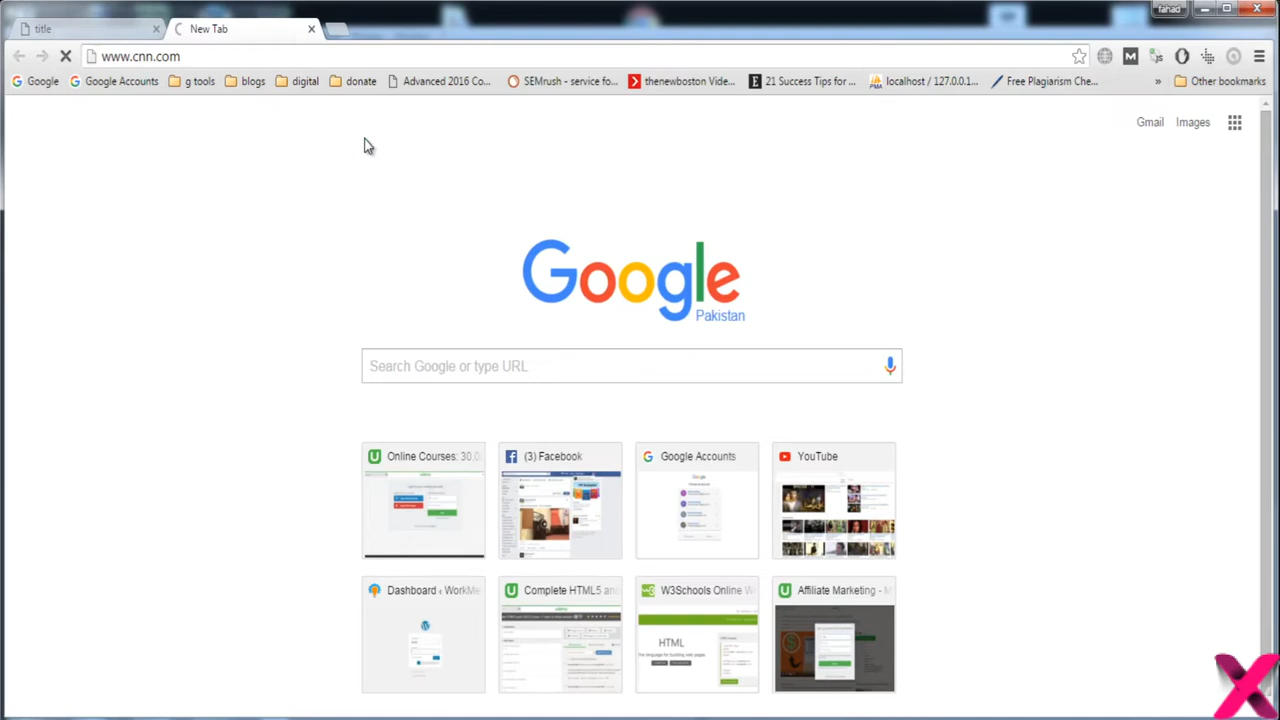 fahad
title
New Tab
www.cnn.com
Google
Google Accounts
g tools
blogs
digital
donate
Advanced 2016 Co...
SEMrush - service fo...
thenewboston Vide...
21 Success Tips for ...
localhost / 127.0.0.1...
Free Plagiarism Che...
»
Other bookmarks
Gmail
Images
Google
Pakistan
Search Google or type URL
Online Courses: 30,0
(3) Facebook
Google Accounts
YouTube
Dashboard ‹ WorkMe
Complete HTML5 an
W3Schools Online W
Affiliate Marketing - M
HTML
X